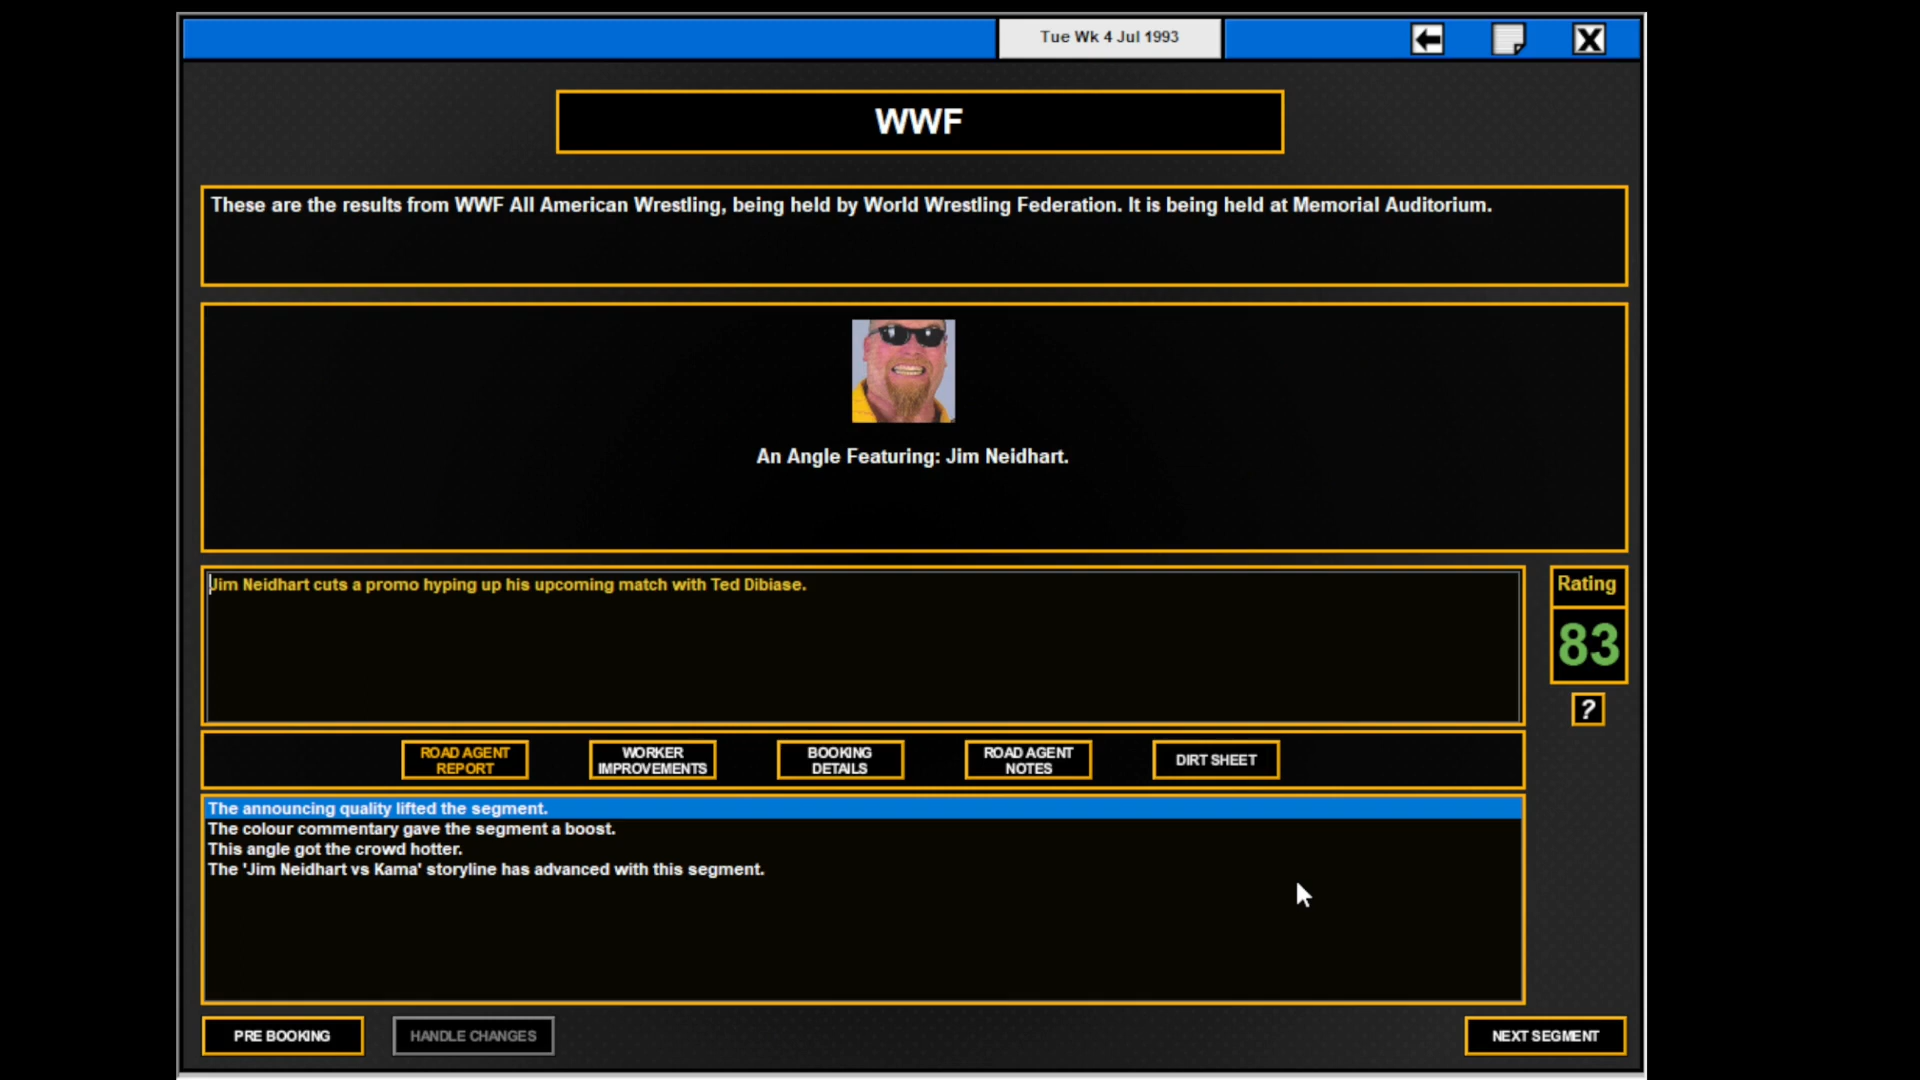 Tue Wk 4 Jul 1993
WWF
These are the results from WWF All American Wrestling, being held by World Wrestling Federation. It is being held at Memorial Auditorium.
An Angle Featuring: Jim Neidhart.
Jim Neidhart cuts a promo hyping up his upcoming match with Ted Dibiase.
Rating
83
?
ROAD AGENT
REPORT
WORKER
IMPROVEMENTS
BOOKING
DETAILS
ROAD AGENT
NOTES
DIRT SHEET
The announcing quality lifted the segment.
The colour commentary gave the segment a boost.
This angle got the crowd hotter.
The 'Jim Neidhart vs Kama' storyline has advanced with this segment.
PRE BOOKING
HANDLE CHANGES
NEXT SEGMENT